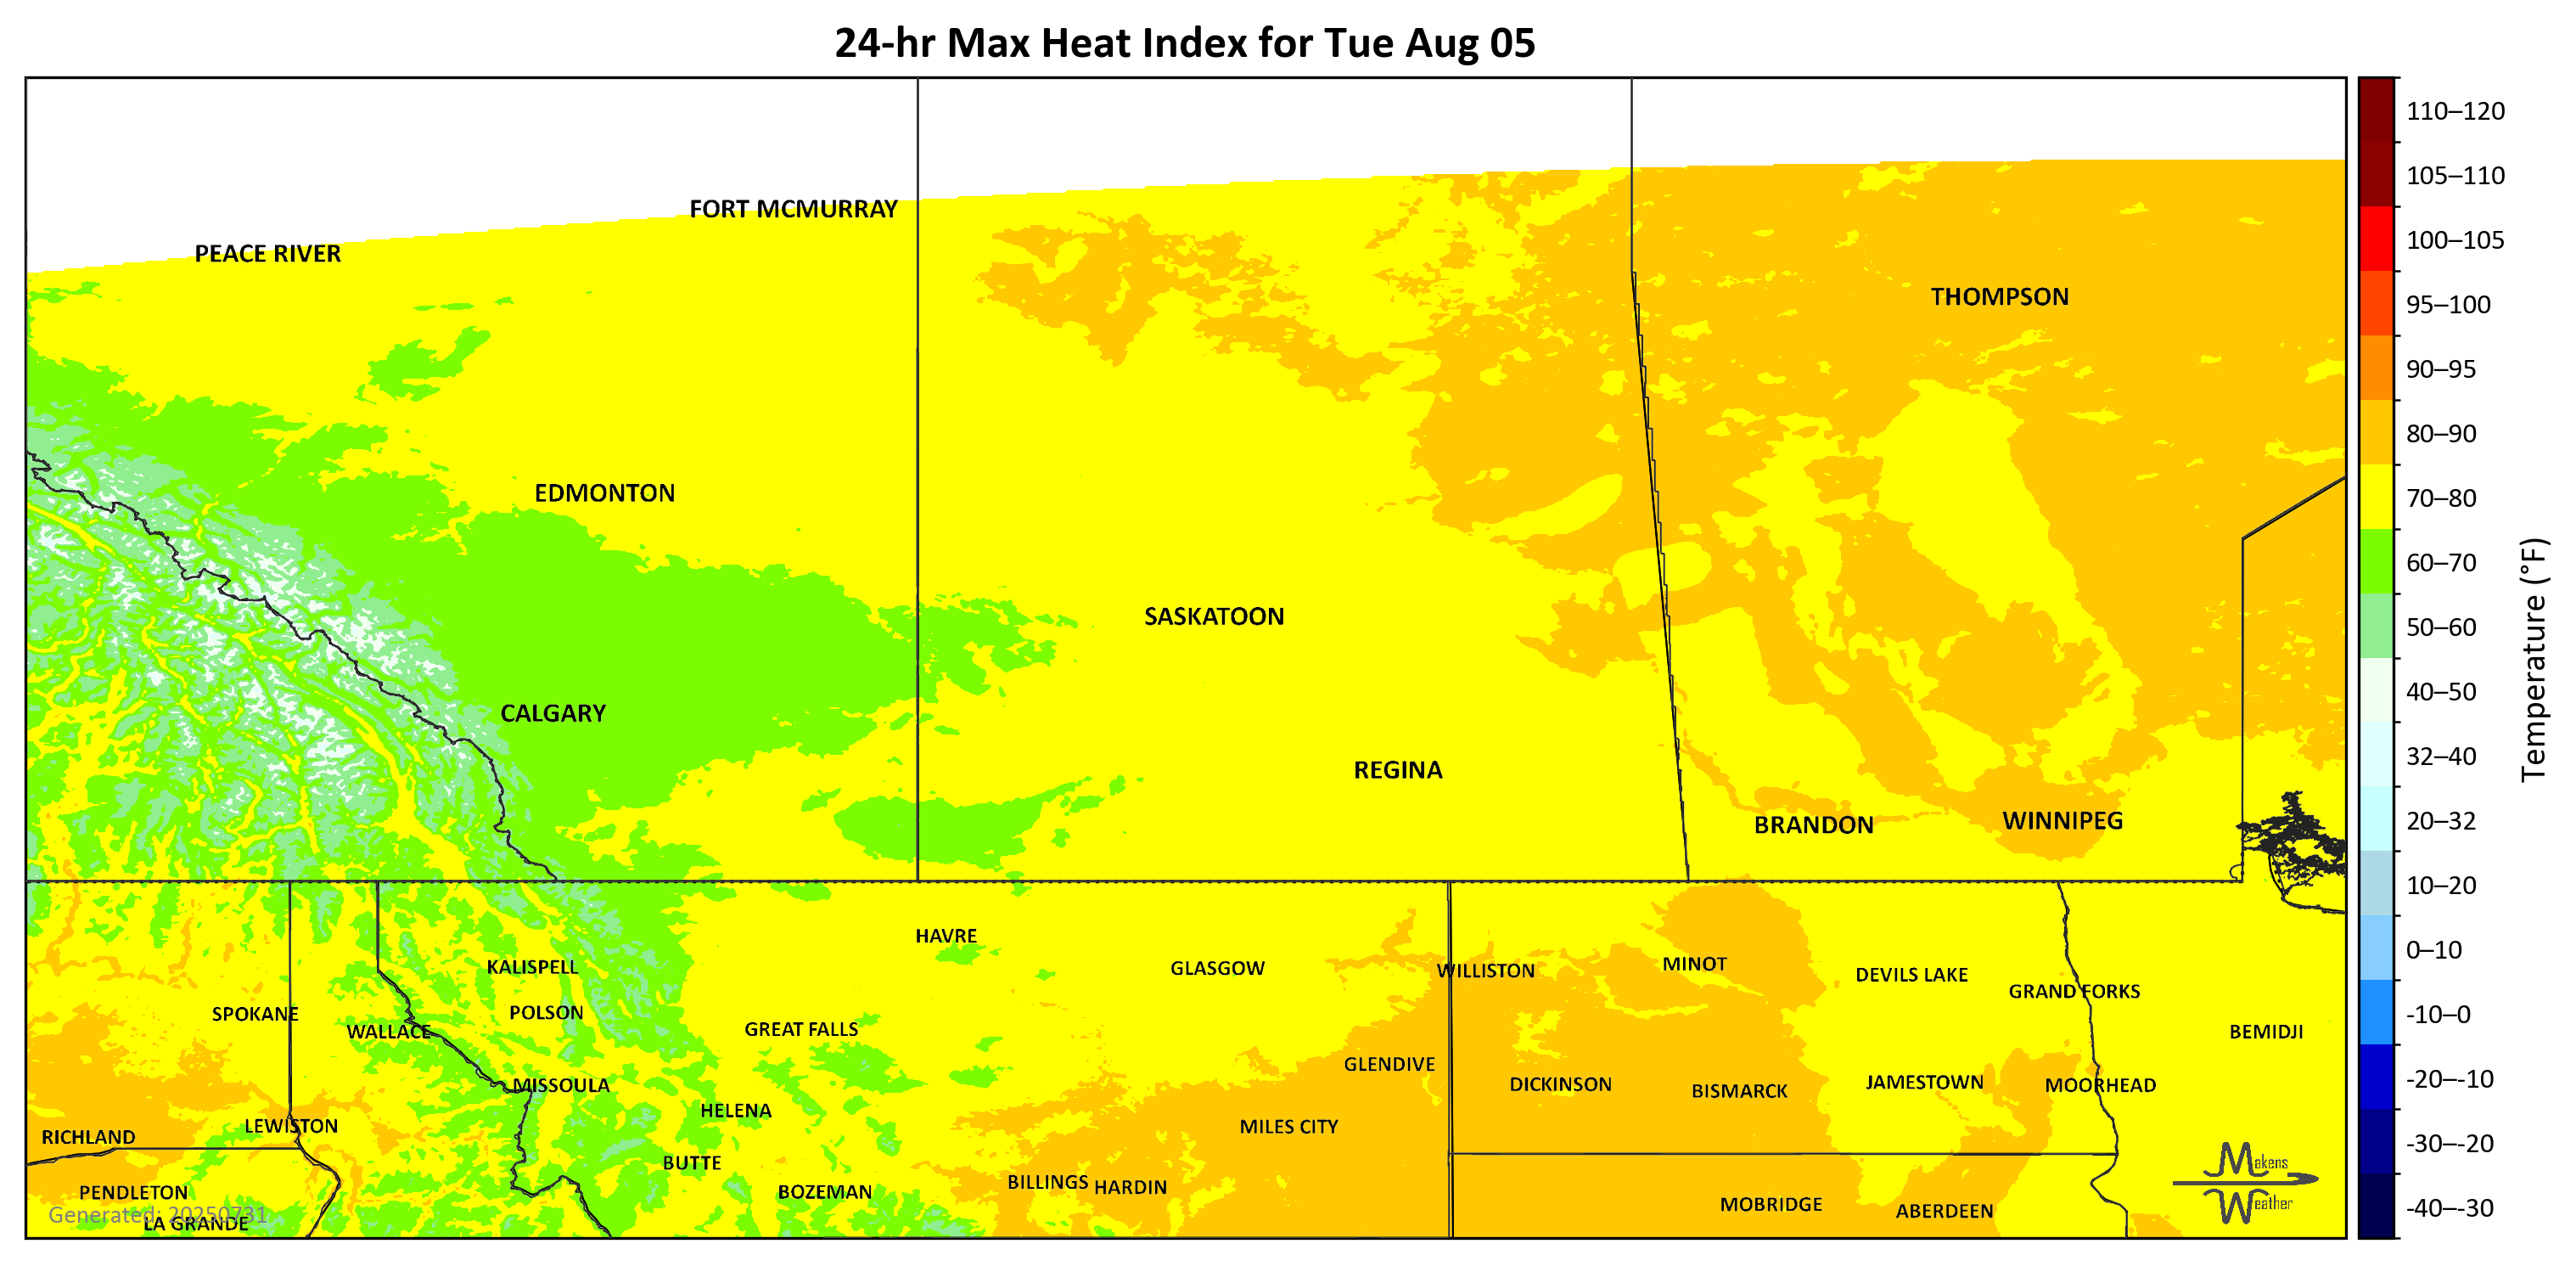 24-hr Max Heat Index for Tue Aug 05
110–120
105–110
FORT MCMURRAY
100–105
PEACE RIVER
THOMPSON
95–100
90–95
80–90
EDMONTON
70–80
60–70
SASKATOON
50–60
40–50
CALGARY
Temperature (°F)
32–40
REGINA
20–32
BRANDON
WINNIPEG
10–20
HAVRE
0–10
KALISPELL
GLASGOW
WILLISTON
MINOT
DEVILS LAKE
GRAND FORKS
SPOKANE
POLSON
-10–0
WALLACE
GREAT FALLS
BEMIDJI
GLENDIVE
-20–-10
MISSOULA
DICKINSON
BISMARCK
JAMESTOWN
MOORHEAD
HELENA
LEWISTON
MILES CITY
RICHLAND
-30–-20
BUTTE
Makens
PENDLETON
BOZEMAN
BILLINGS
HARDIN
MOBRIDGE
ABERDEEN
Weather
-40–-30
Generated: 20250731
LA GRANDE